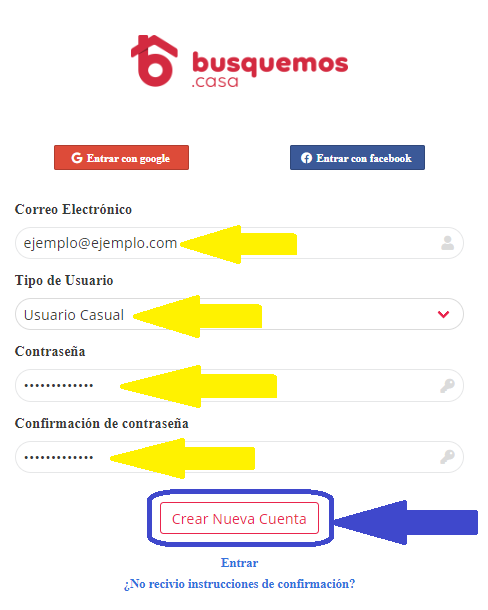 busquemos
.casa
Entrar con google
Entrar con facebook
Correo Electrónico
ejemplo@ejemplo.com
Tipo de Usuario
Usuario Casual
Contraseña
•••••••••••••
Confirmación de contraseña
•••••••••••••
Crear Nueva Cuenta
Entrar
¿No recivio instrucciones de confirmación?